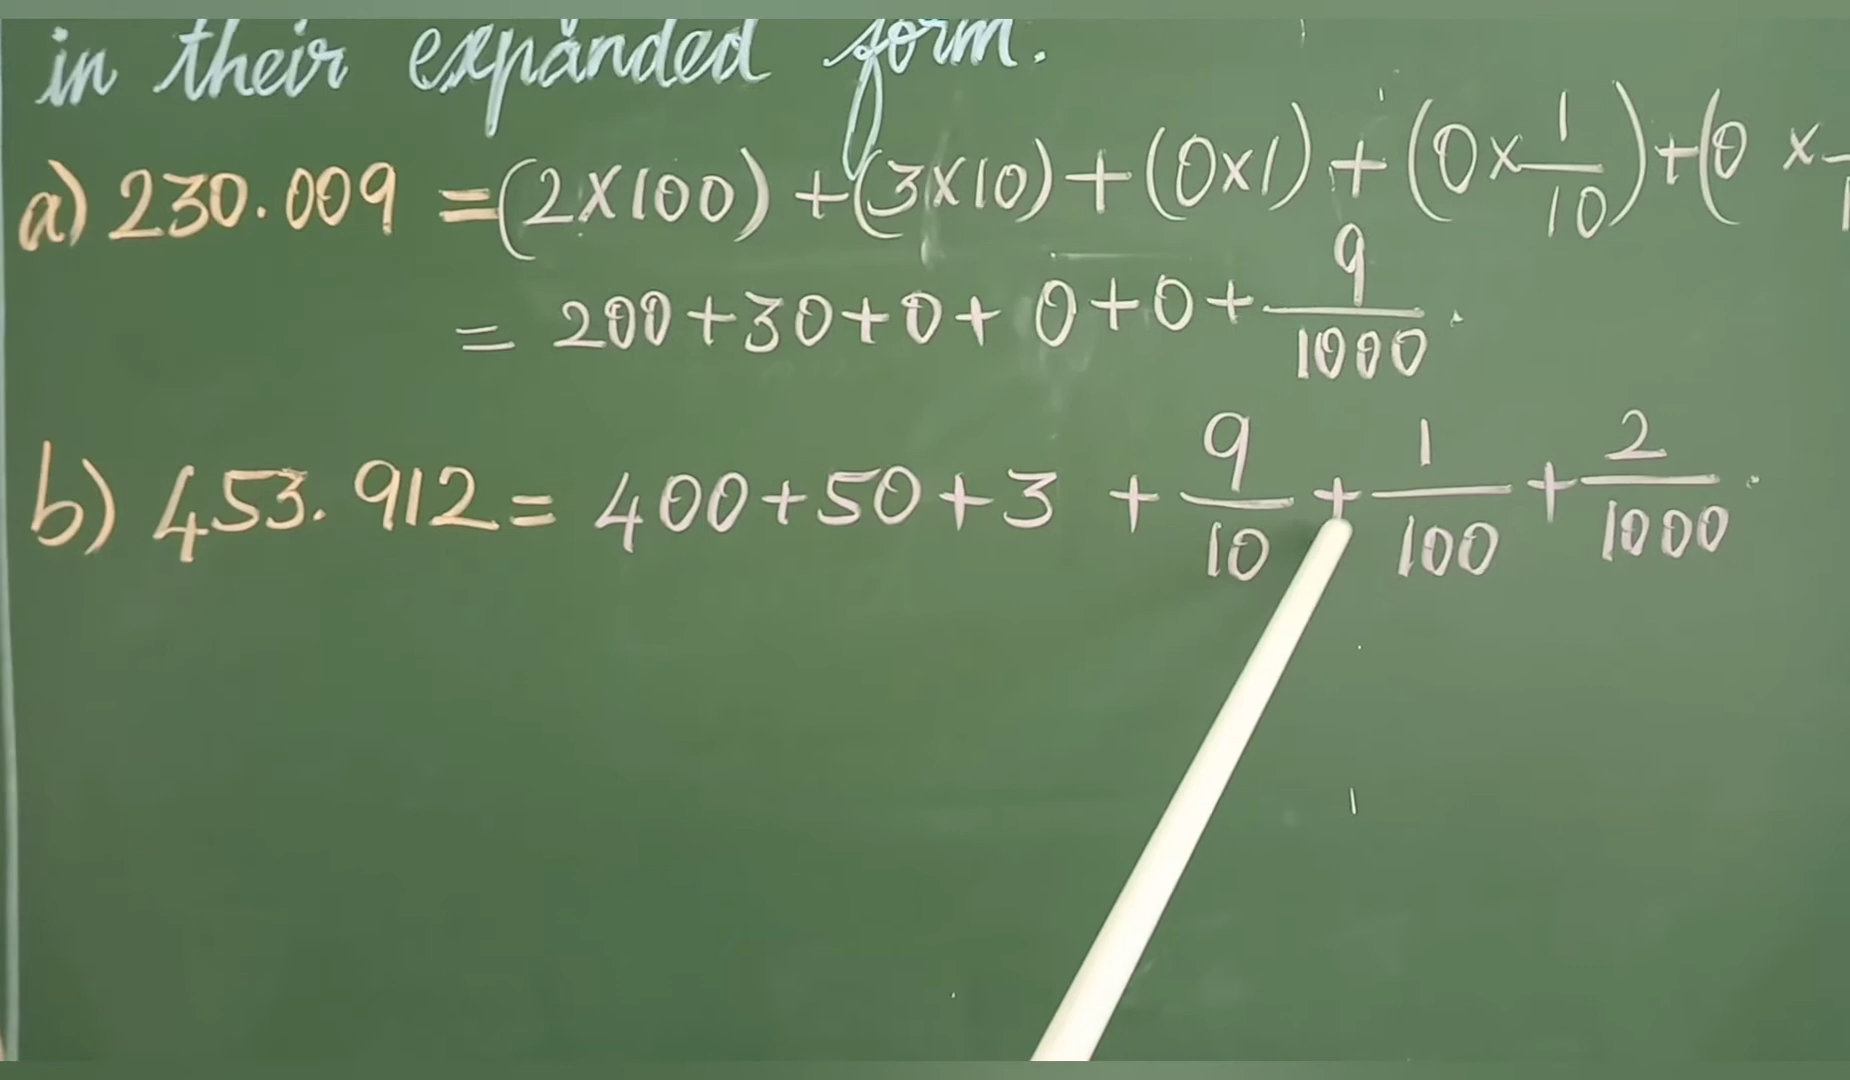 in their expanded form.
a) 230.009 = (2×100) + (3×10) + (0×1) + (0×1/10) + (0 ×
= 200+30+0+0+0+9/1000.
b) 453.912 = 400+50+3+9/10+1/100+2/1000.